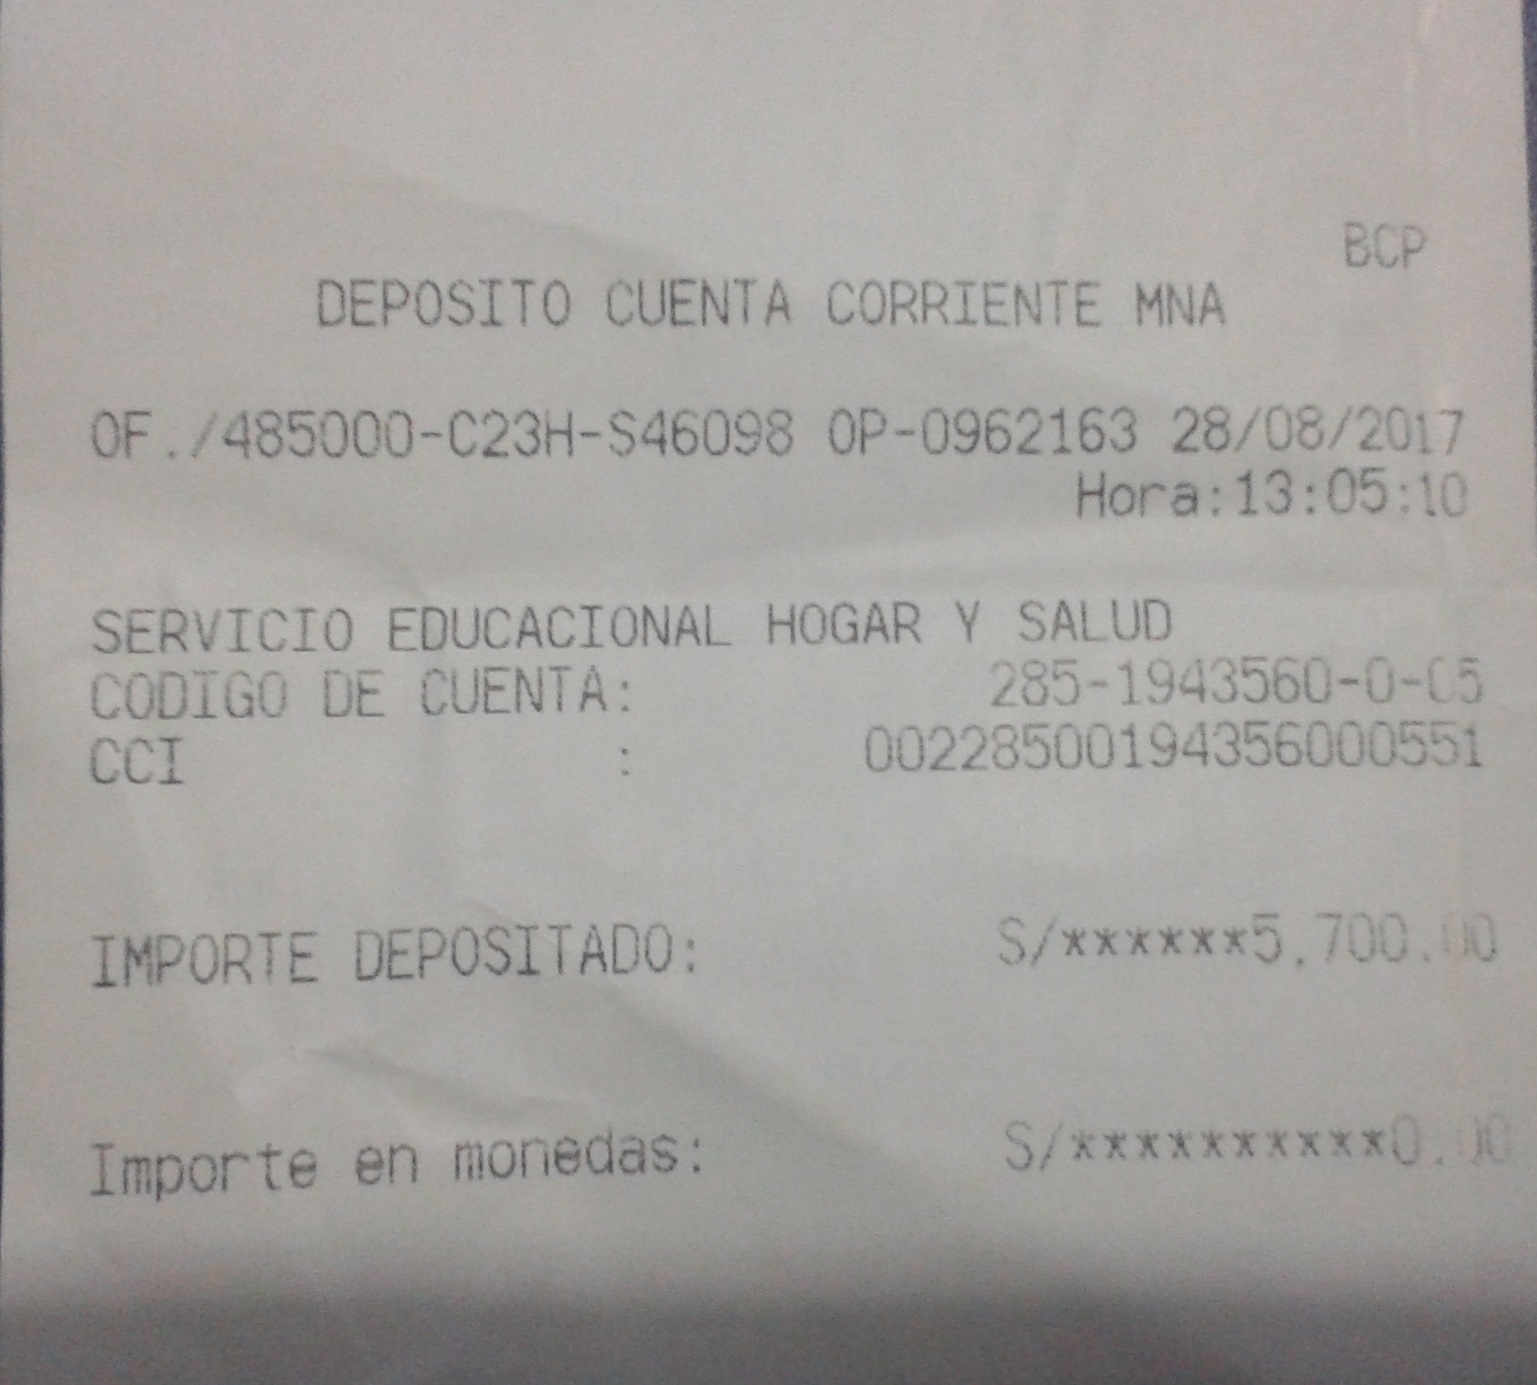 BCP
DEPOSITO CUENTA CORRIENTE MNA
OF./485000-C23H-S46098 OP-0962163 28/08/2017
Hora:13:05:10
SERVICIO EDUCACIONAL HOGAR Y SALUD
CODIGO DE CUENTA: 285-1943560-0-05
CCI : 00228500194356000551
IMPORTE DEPOSITADO: S/******5,700.00
Importe en monedas: S/**********0.00